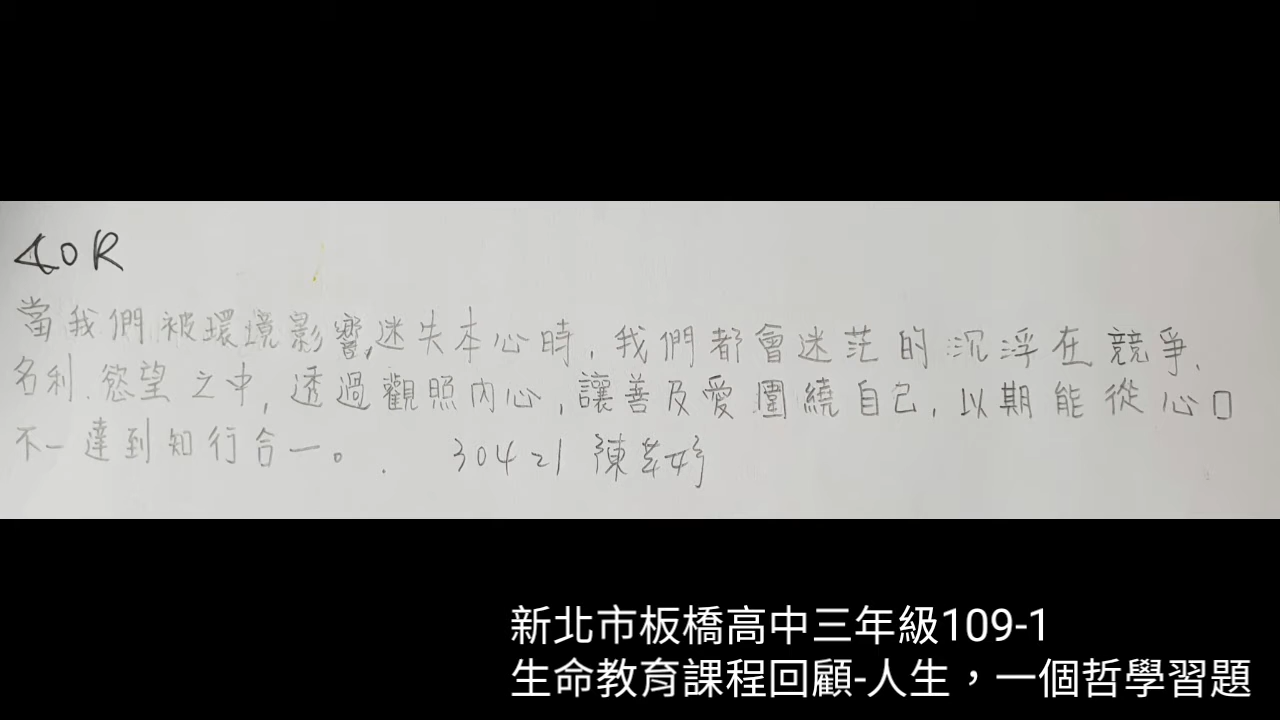 40R
當我們被環境影響,迷失本心時,我們都會迷茫的沉浮在競爭、
名利、慾望之中,透過觀照內心,讓善及愛圍繞自己,以期能從心口
不一達到知行合一。 30421 陳
新北市板橋高中三年級109-1
生命教育課程回顧-人生,一個哲學習題